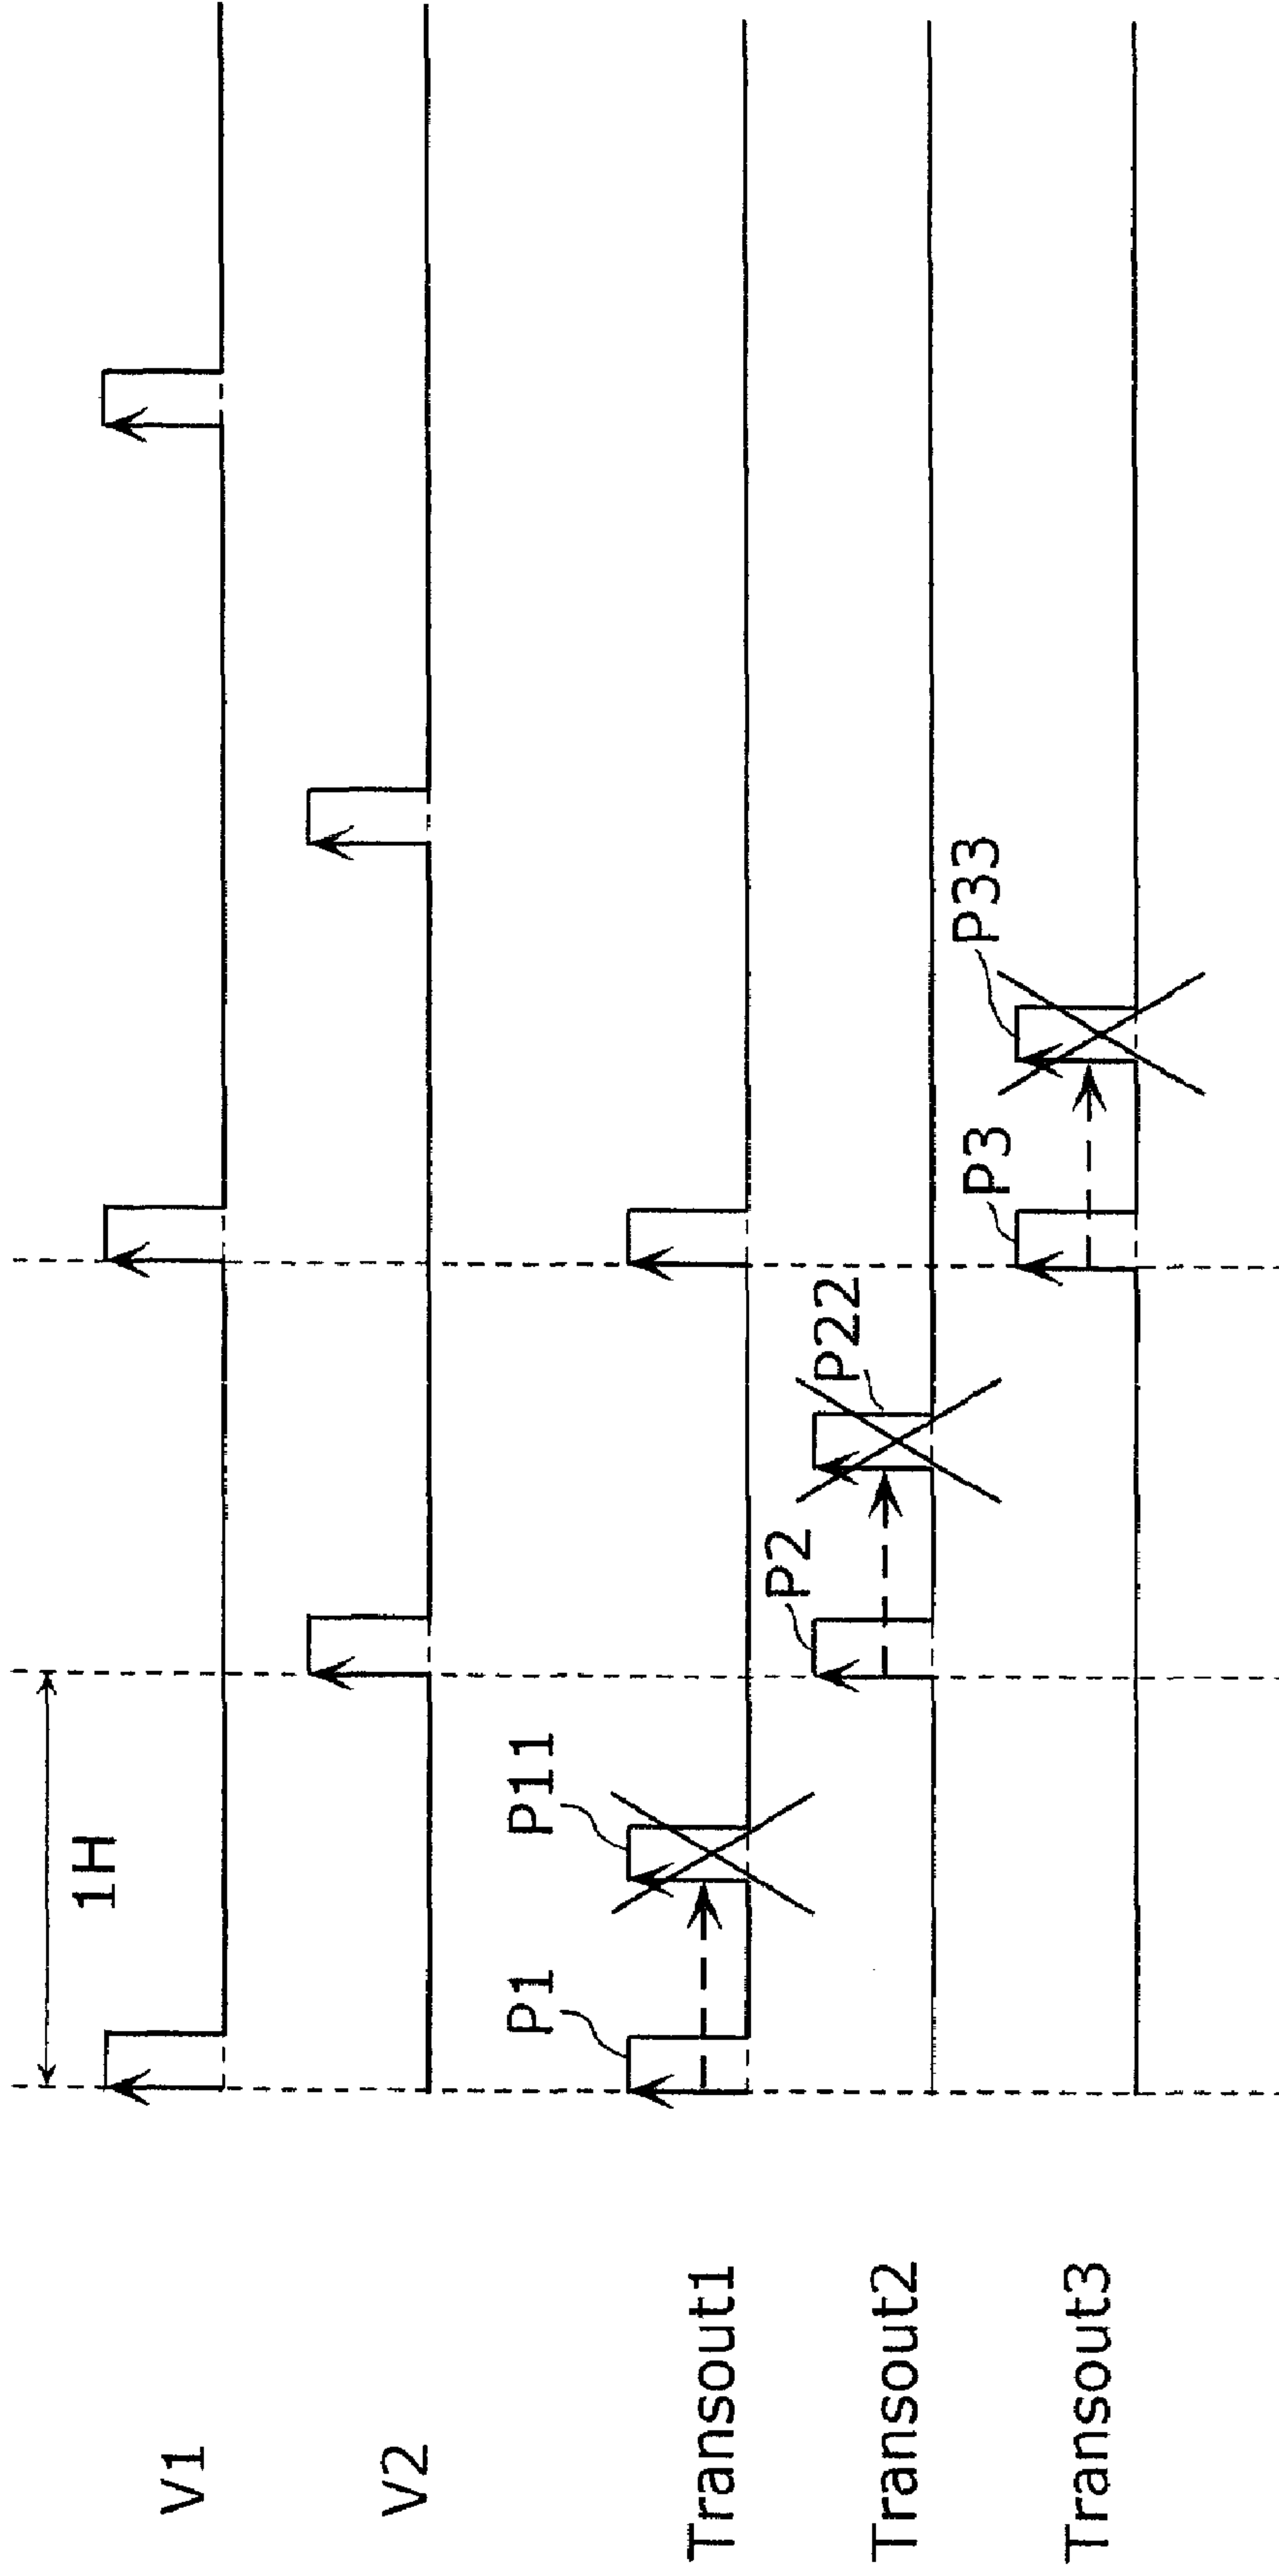 1H
V1
V2
P1
P11
Transout1
P2
P22
Transout2
P3
P33
Transout3